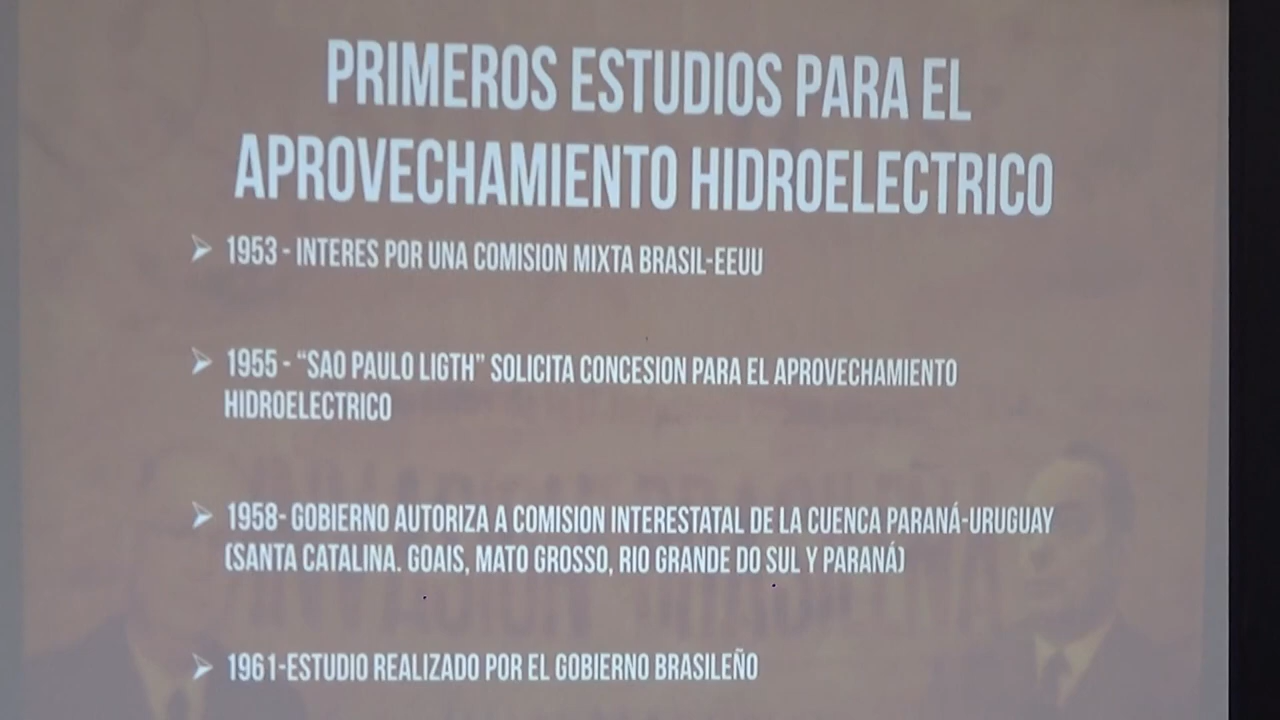 PRIMEROS ESTUDIOS PARA EL
APROVECHAMIENTO HIDROELECTRICO
1953 - INTERES POR UNA COMISION MIXTA BRASIL-EEUU
1955 - “SAO PAULO LIGTH” SOLICITA CONCESION PARA EL APROVECHAMIENTO
HIDROELECTRICO
1958- GOBIERNO AUTORIZA A COMISION INTERESTATAL DE LA CUENCA PARANÁ-URUGUAY
(SANTA CATALINA. GOAIS, MATO GROSSO, RIO GRANDE DO SUL Y PARANÁ)
1961-ESTUDIO REALIZADO POR EL GOBIERNO BRASILEÑO